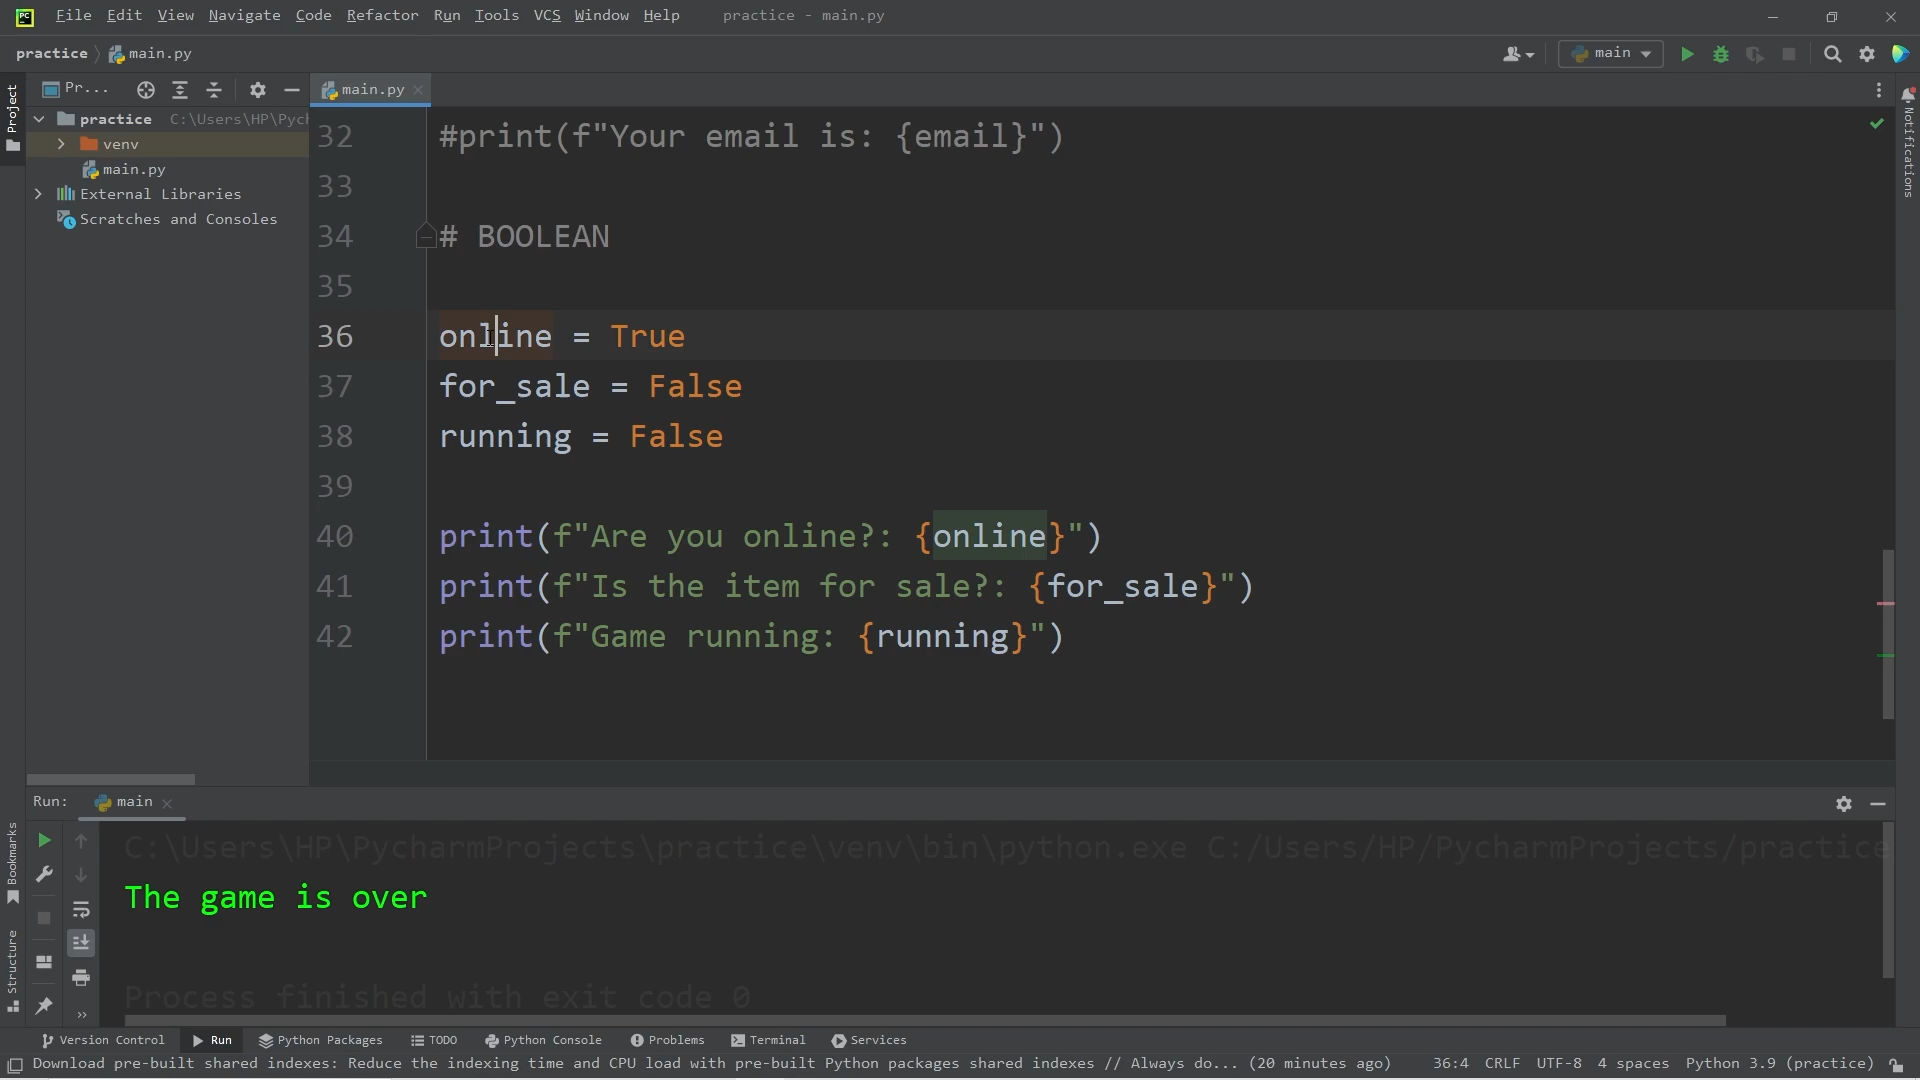 File Edit View Navigate Code Refactor Run Tools VCS Window Help practice - main.py
practice main.py
main
Project
Pr...
main.py
practice C:\Users\HP\Pych
venv
main.py
External Libraries
Scratches and Consoles
32 #print(f"Your email is: {email}")
33
34 # BOOLEAN
35
36 online = True
37 for_sale = False
38 running = False
39
40 print(f"Are you online?: {online}")
41 print(f"Is the item for sale?: {for_sale}")
42 print(f"Game running: {running}")
Notifications
Run: main
C:\Users\HP\PycharmProjects\practice\venv\bin\python.exe C:/Users/HP/PycharmProjects/practice
The game is over
Process finished with exit code 0
Bookmarks
Structure
Version Control Run Python Packages TODO Python Console Problems Terminal Services
Download pre-built shared indexes: Reduce the indexing time and CPU load with pre-built Python packages shared indexes // Always do... (20 minutes ago) 36:4 CRLF UTF-8 4 spaces Python 3.9 (practice)